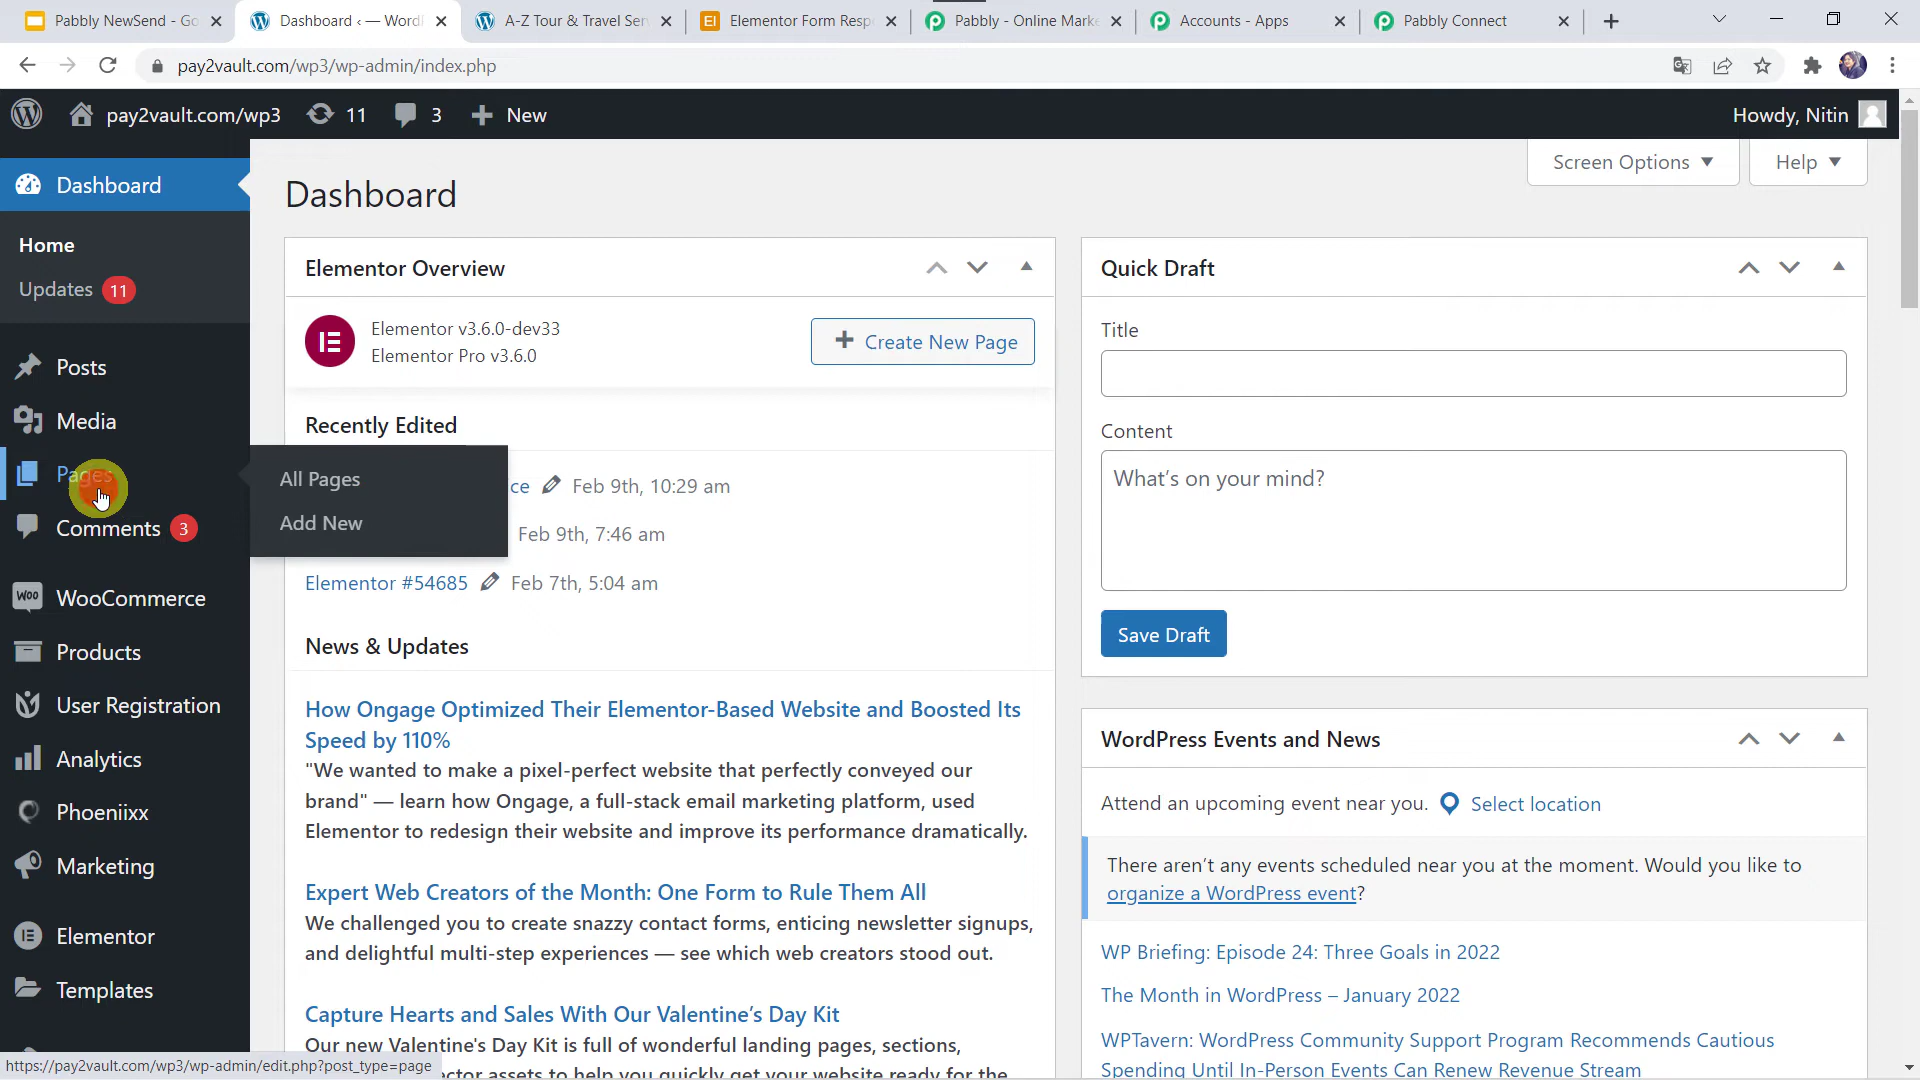 Pabbly NewSend - Go
Dashboard ‹ — WordP
A-Z Tour & Travel Ser
Elementor Form Resp
Pabbly - Online Marke
Accounts - Apps
Pabbly Connect
pay2vault.com/wp3/wp-admin/index.php
pay2vault.com/wp3
11
3
New
Howdy, Nitin
Dashboard
Home
Updates 11
Posts
Media
Pages
Comments 3
WooCommerce
Products
User Registration
Analytics
Phoeniixx
Marketing
Elementor
Templates
https://pay2vault.com/wp3/wp-admin/edit.php?post_type=page
All Pages
Add New
Screen Options
Help
Dashboard
Elementor Overview
Elementor v3.6.0-dev33
Elementor Pro v3.6.0
Create New Page
Recently Edited
ce Feb 9th, 10:29 am
Feb 9th, 7:46 am
Elementor #54685 Feb 7th, 5:04 am
News & Updates
How Ongage Optimized Their Elementor-Based Website and Boosted Its
Speed by 110%
"We wanted to make a pixel-perfect website that perfectly conveyed our
brand" — learn how Ongage, a full-stack email marketing platform, used
Elementor to redesign their website and improve its performance dramatically.
Expert Web Creators of the Month: One Form to Rule Them All
We challenged you to create snazzy contact forms, enticing newsletter signups,
and delightful multi-step experiences — see which web creators stood out.
Capture Hearts and Sales With Our Valentine's Day Kit
Our new Valentine's Day Kit is full of wonderful landing pages, sections,
ector assets to help you quickly get your website ready for the
Quick Draft
Title
Content
What's on your mind?
Save Draft
WordPress Events and News
Attend an upcoming event near you. Select location
There aren't any events scheduled near you at the moment. Would you like to
organize a WordPress event?
WP Briefing: Episode 24: Three Goals in 2022
The Month in WordPress – January 2022
WPTavern: WordPress Community Support Program Recommends Cautious
Spending Until In-Person Events Can Renew Revenue Stream